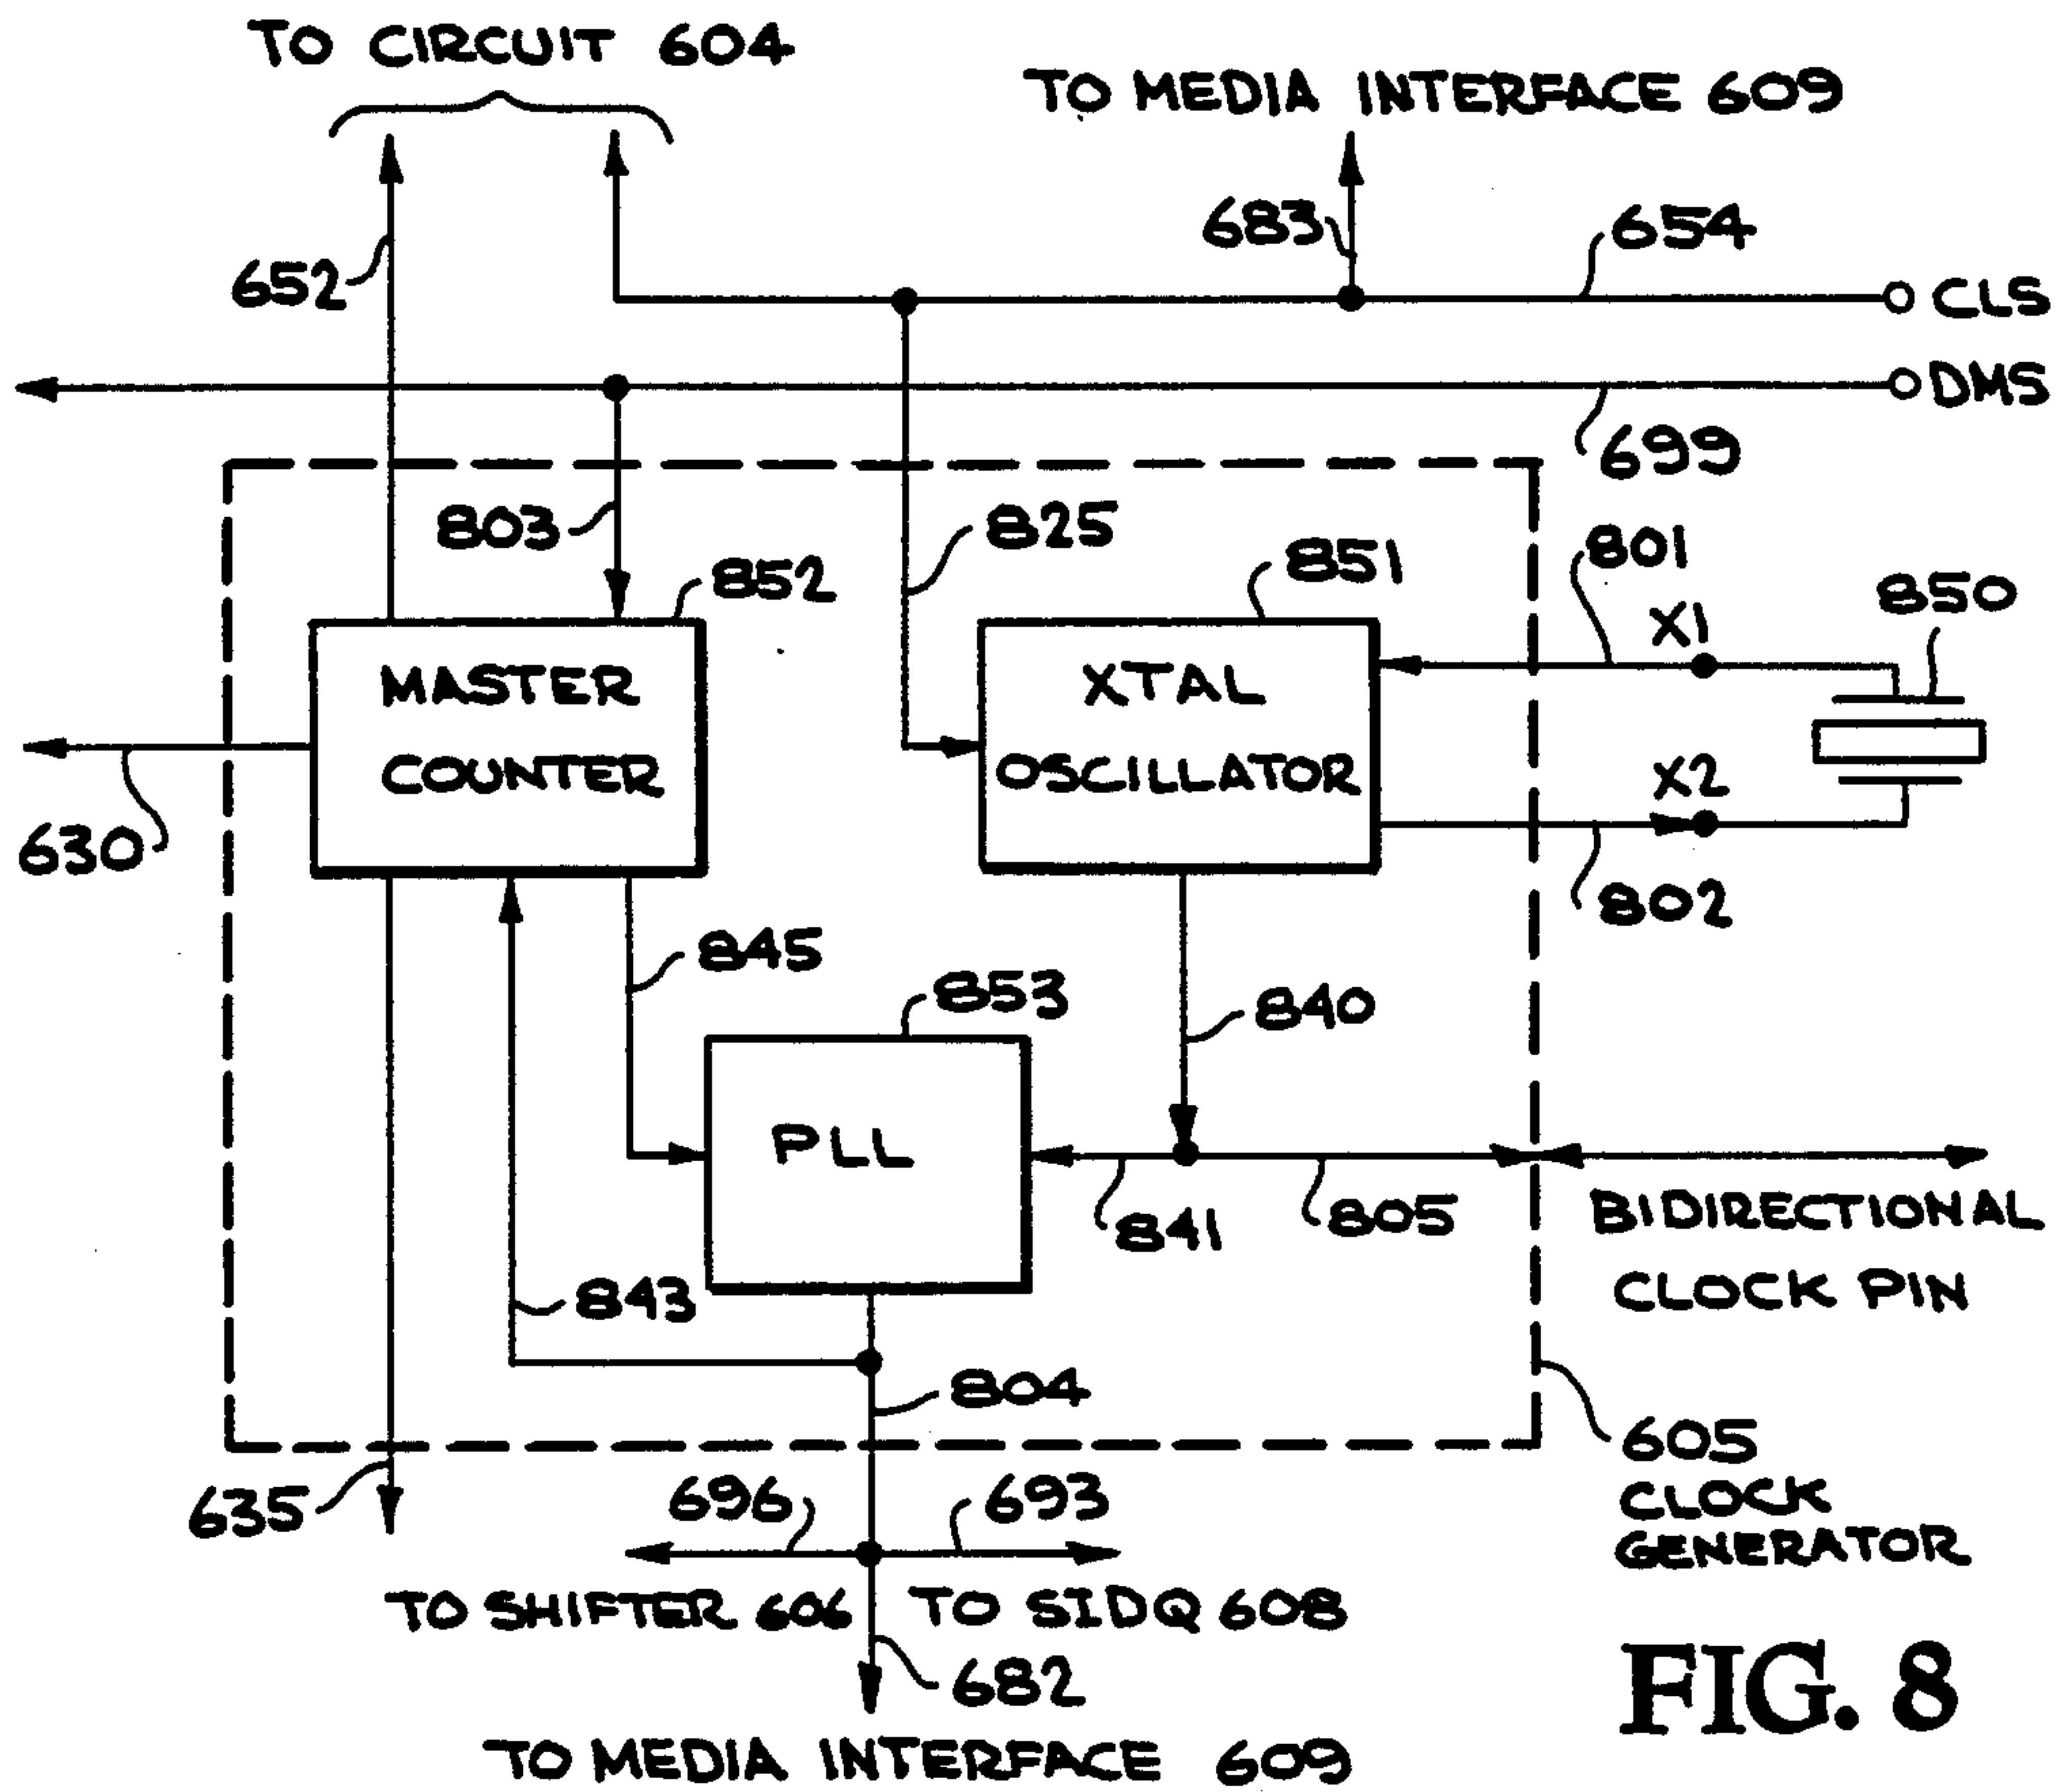 TO CIRCUIT 604
TO MEDIA INTERFACE 609
683
654
652
CLS
DMS
699
803
825
852
851
801
X1
850
MASTER
COUNTER
XTAL
OSCILLATOR
X2
630
802
845
853
840
PLL
841
805
BIDIRECTIONAL
CLOCK PIN
843
804
605
CLOCK
GENERATOR
635
696
693
TO SHIFTER 606
TO SIDQ 608
682
TO MEDIA INTERFACE 609
FIG. 8